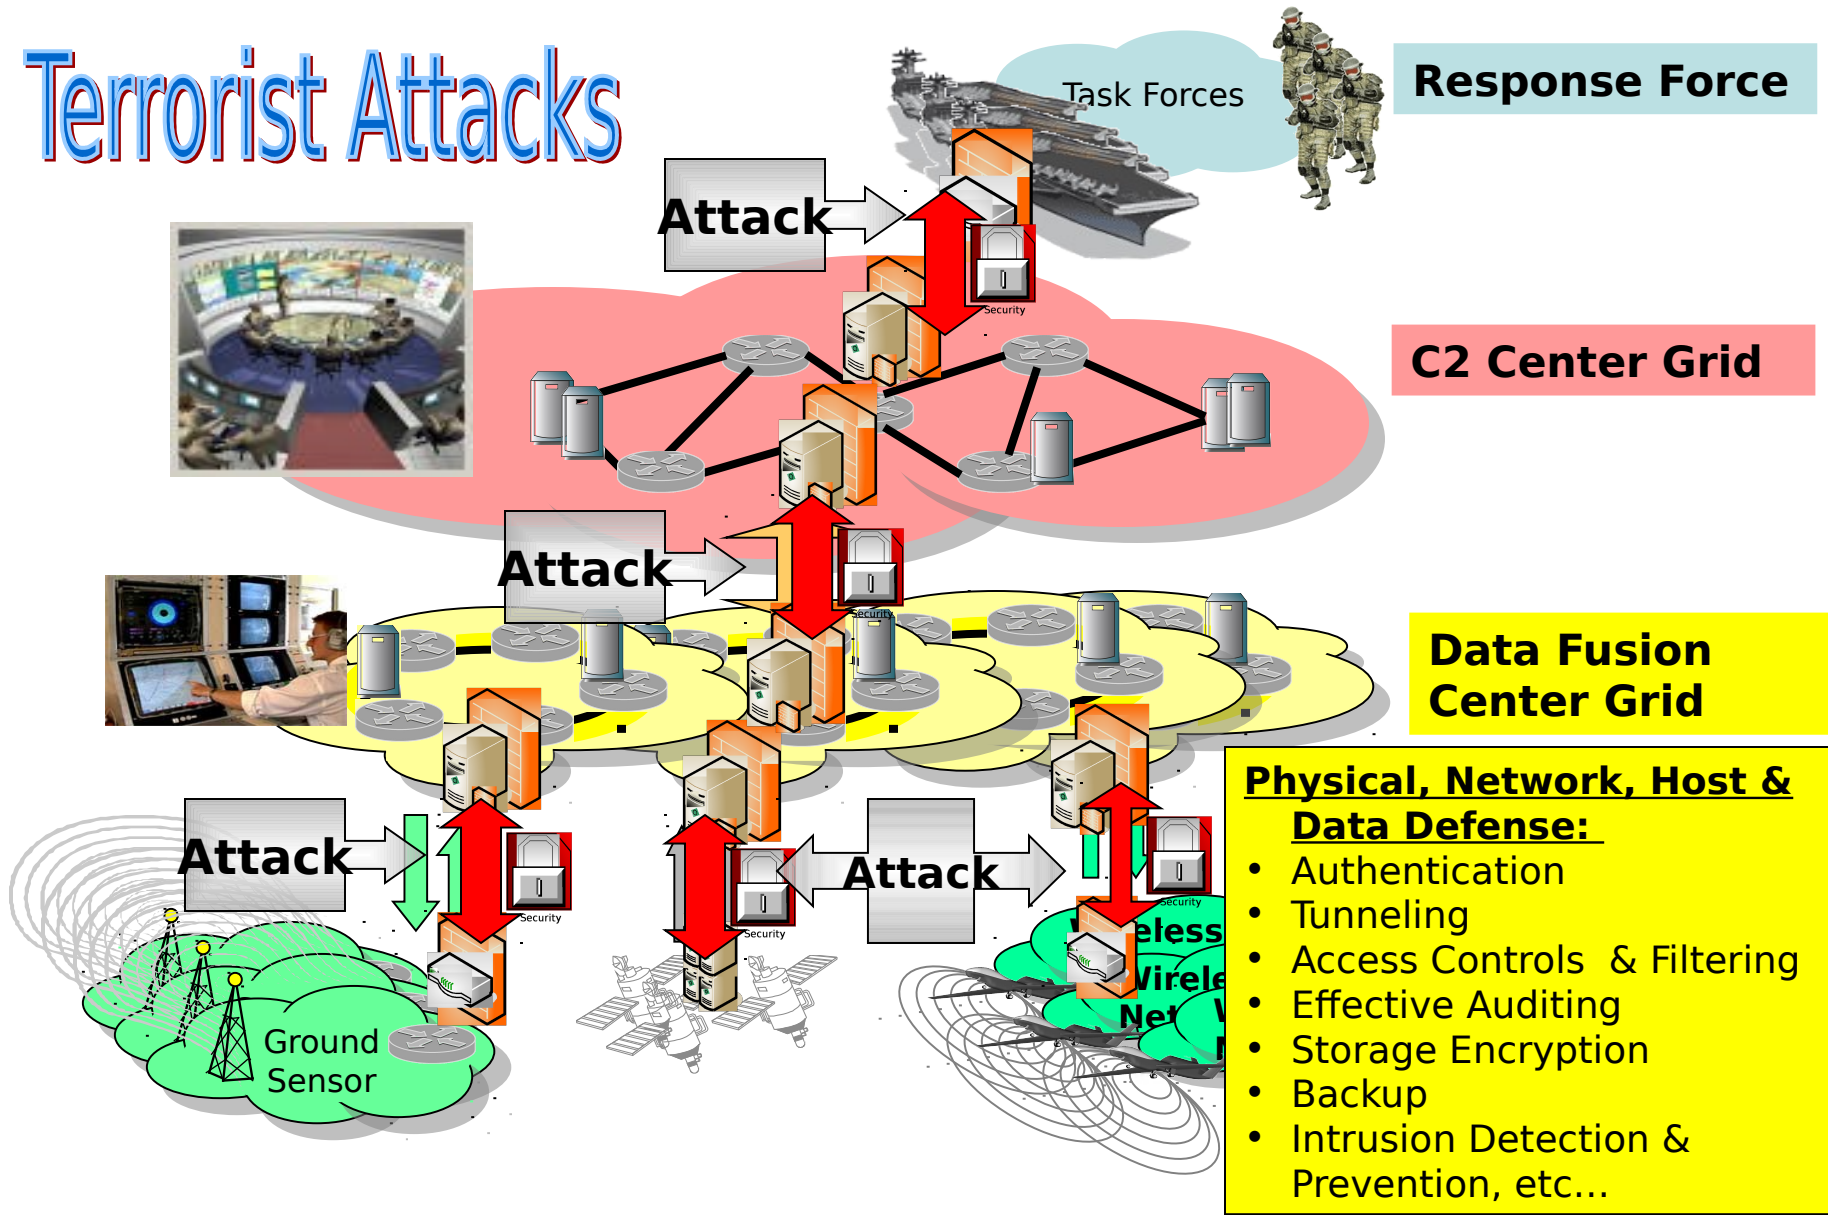 Terrorist Attacks
Task Forces
Response Force
Attack
Security
C2 Center Grid
Attack
Security
Data Fusion
Center Grid
Attack
Security
Attack
Security
Security
Ground
Sensor
Physical, Network, Host &
Data Defense:
• Authentication
• Tunneling
• Access Controls & Filtering
• Effective Auditing
• Storage Encryption
• Backup
• Intrusion Detection &
Prevention, etc...